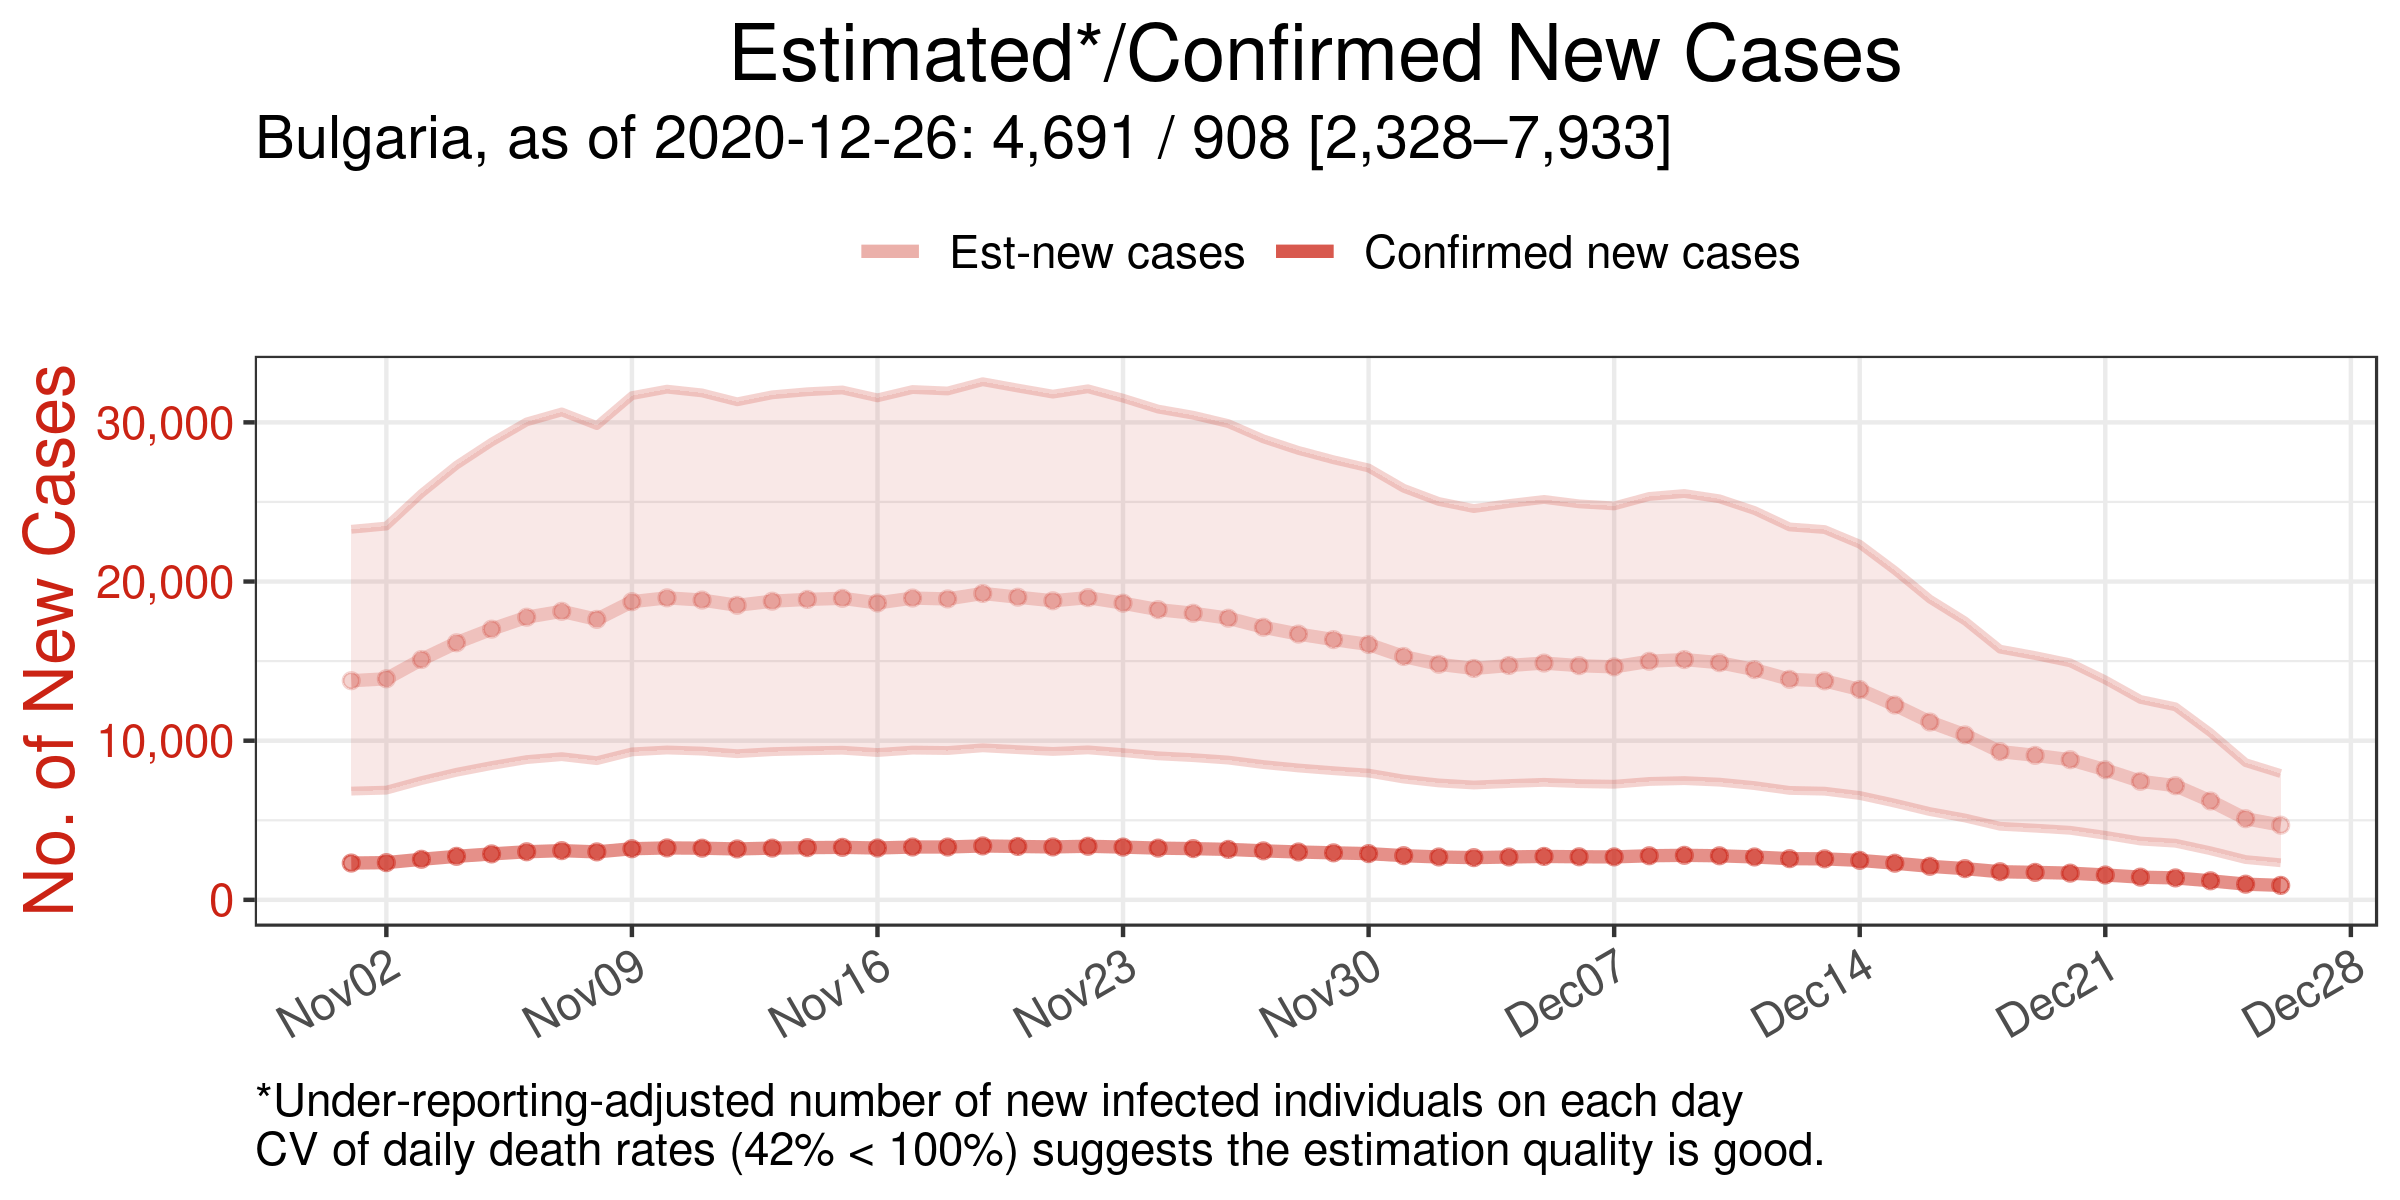 Estimated*/Confirmed New Cases
Bulgaria, as of 2020-12-26: 4,691 / 908 [2,328–7,933]
Est-new cases
Confirmed new cases
No. of New Cases
30,000
20,000
10,000
0
Nov02
Nov09
Nov16
Nov23
Nov30
Dec07
Dec14
Dec21
Dec28
*Under-reporting-adjusted number of new infected individuals on each day
CV of daily death rates (42% < 100%) suggests the estimation quality is good.